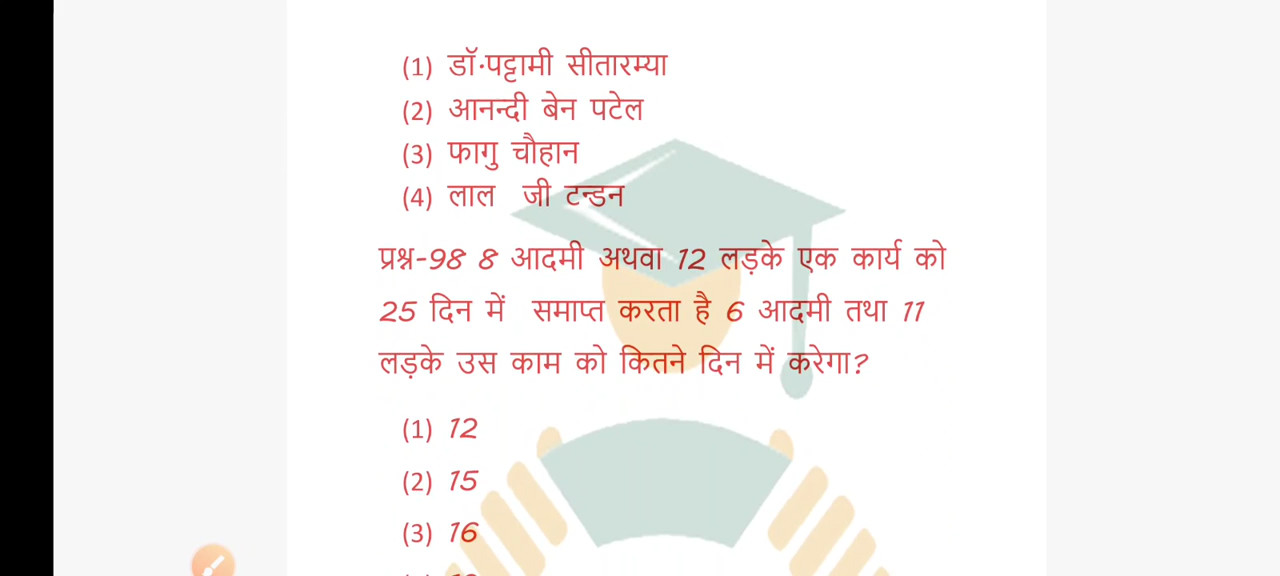 (1) डॉ·पट्टामी सीतारम्या
(2) आनन्दी बेन पटेल
(3) फागु चौहान
(4) लाल जी टन्डन
प्रश्न-98 8 आदमी अथवा 12 लड़के एक कार्य को
25 दिन में समाप्त करता है 6 आदमी तथा 11
लड़के उस काम को कितने दिन में करेगा?
(1) 12
(2) 15
(3) 16